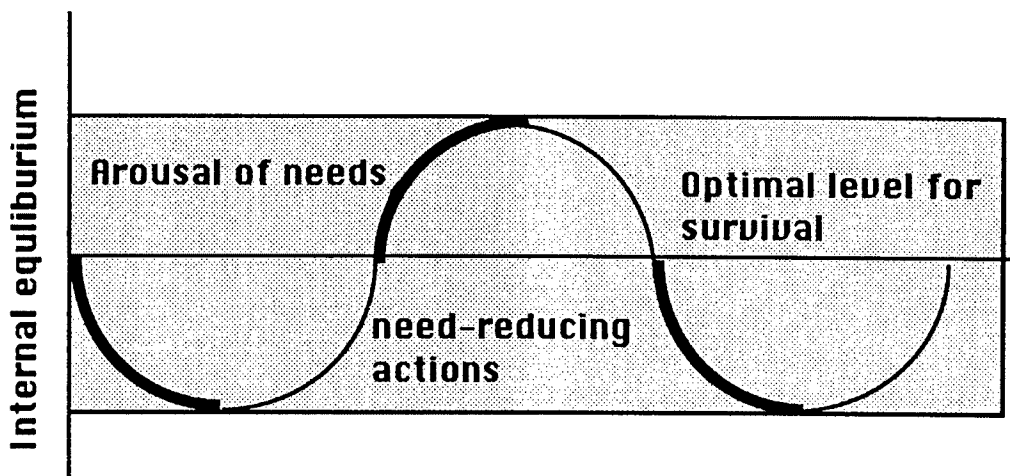 Internal equliburium
Arousal of needs
Optimal level for
survival
need-reducing
actions